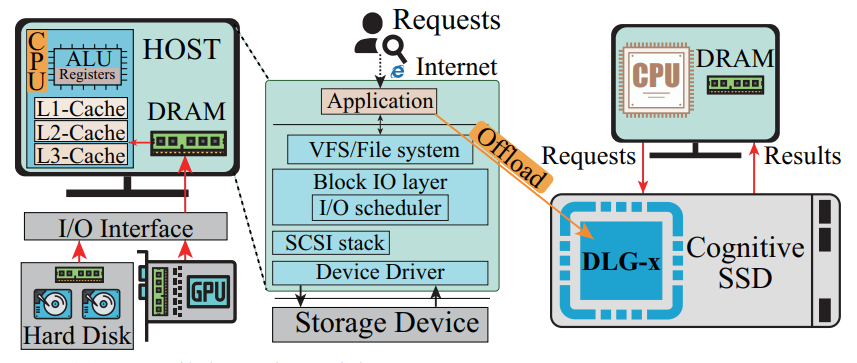 CPU
ALU
Registers
HOST
L1-Cache
L2-Cache
L3-Cache
DRAM
I/O Interface
Hard Disk
GPU
Requests
Internet
Application
VFS/File system
Block IO layer
I/O scheduler
SCSI stack
Device Driver
Storage Device
Offload
CPU
DRAM
Requests
Results
DLG-x
Cognitive
SSD